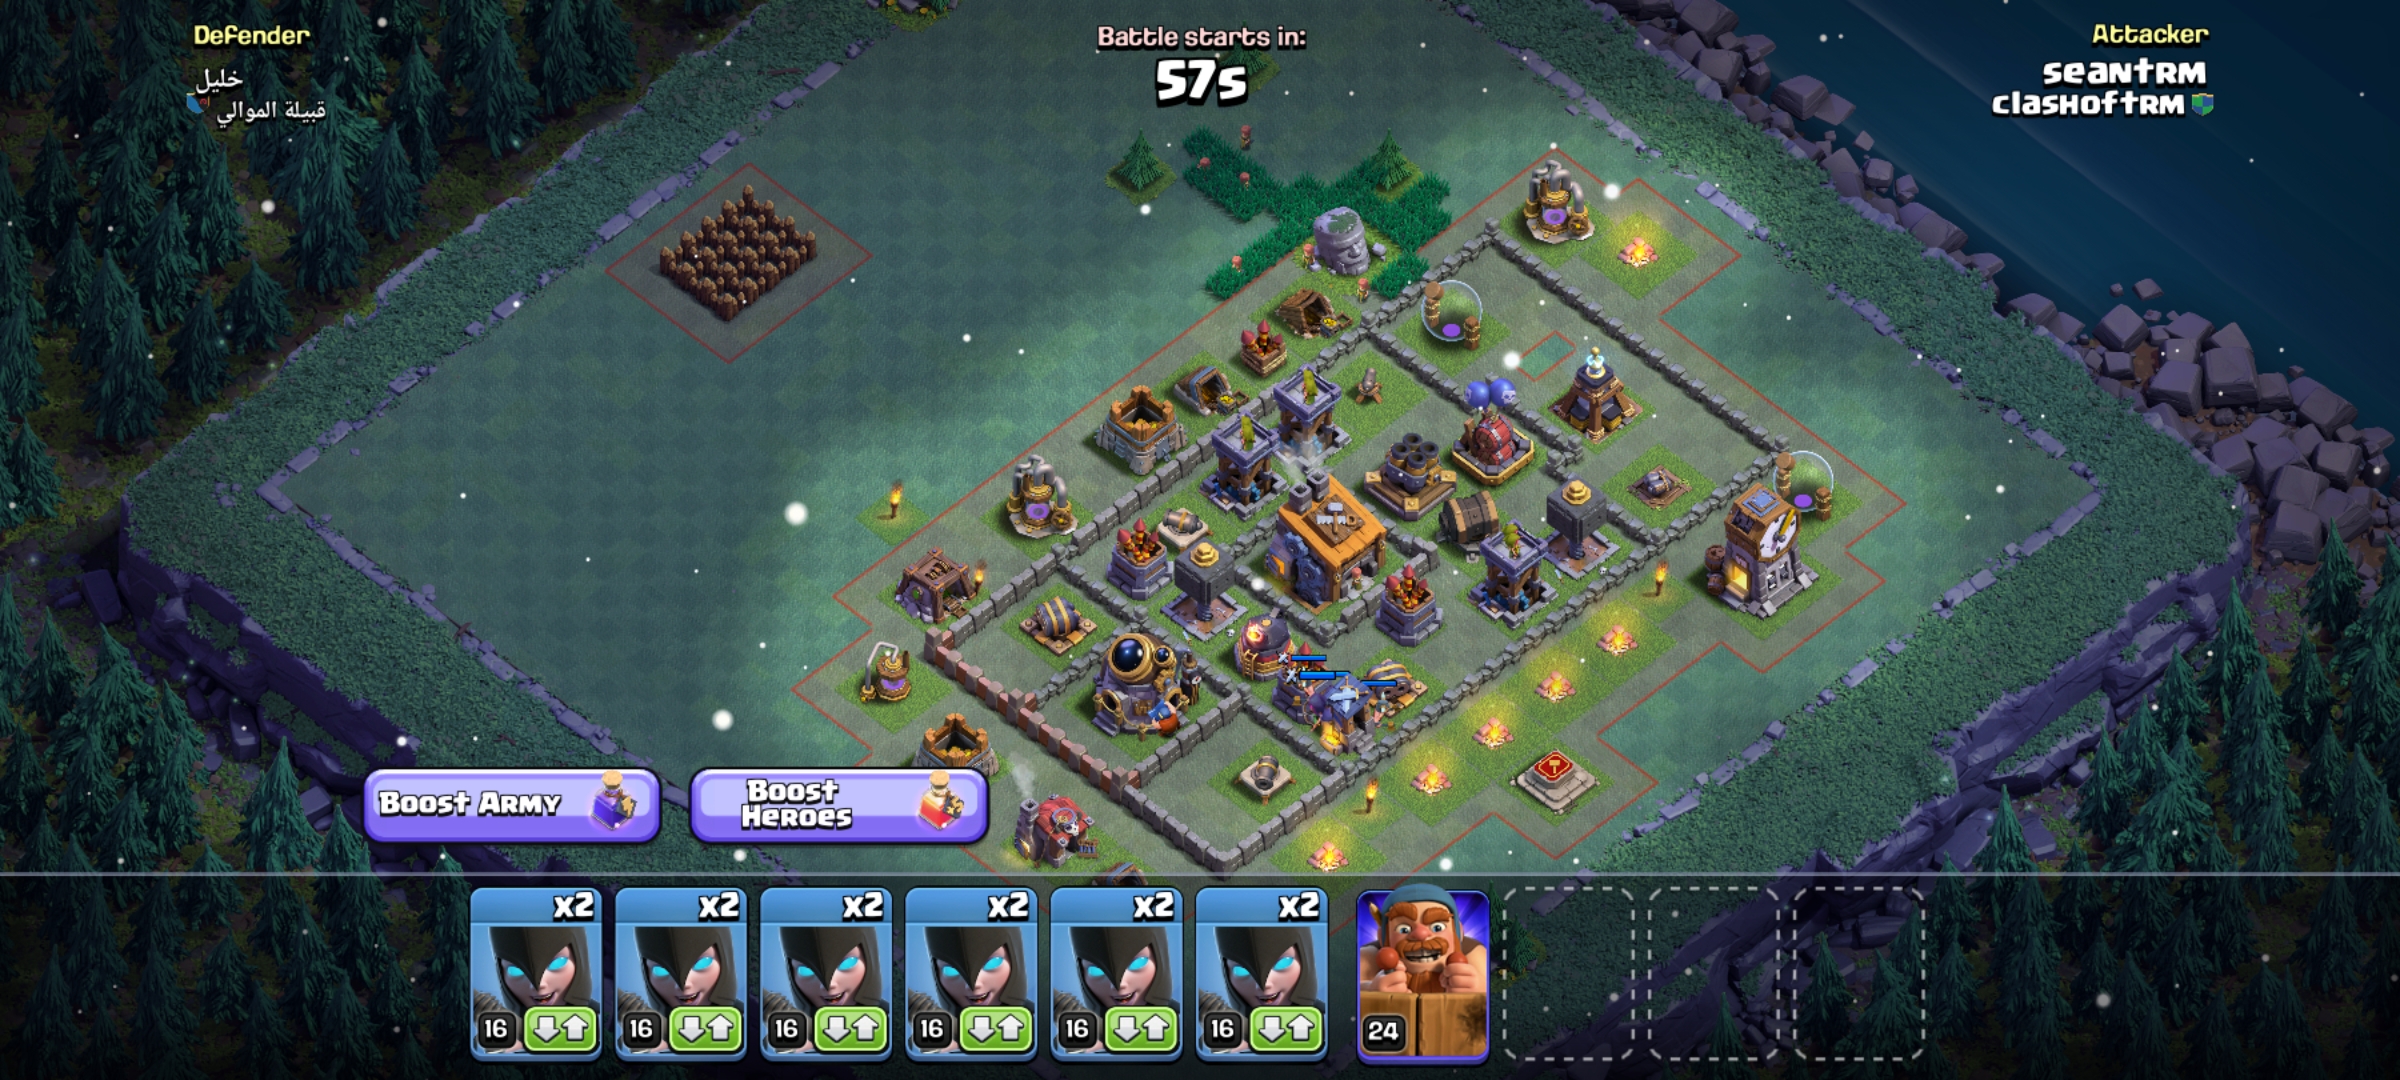 Defender
خليل
قبيلة الموالي
Battle starts in:
57s
Attacker
seantRM
clashoftRM
Boost Army
Boost
Heroes
x2
x2
x2
x2
x2
x2
16
16
16
16
16
16
24